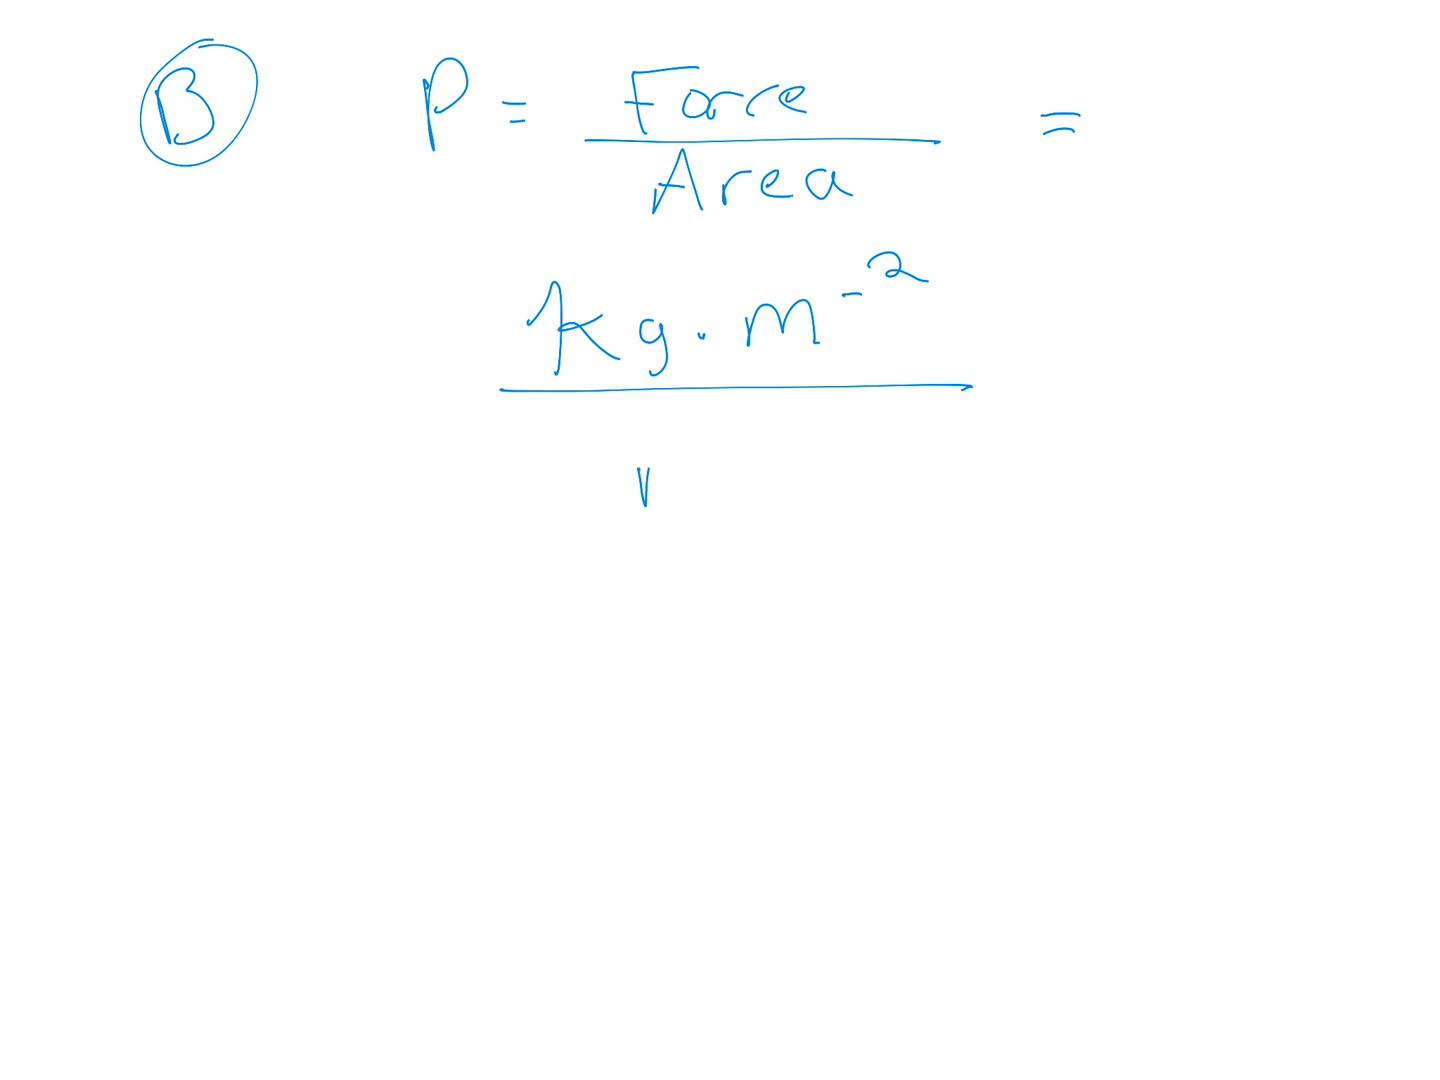 B P = Force =
Area
kg . m -2